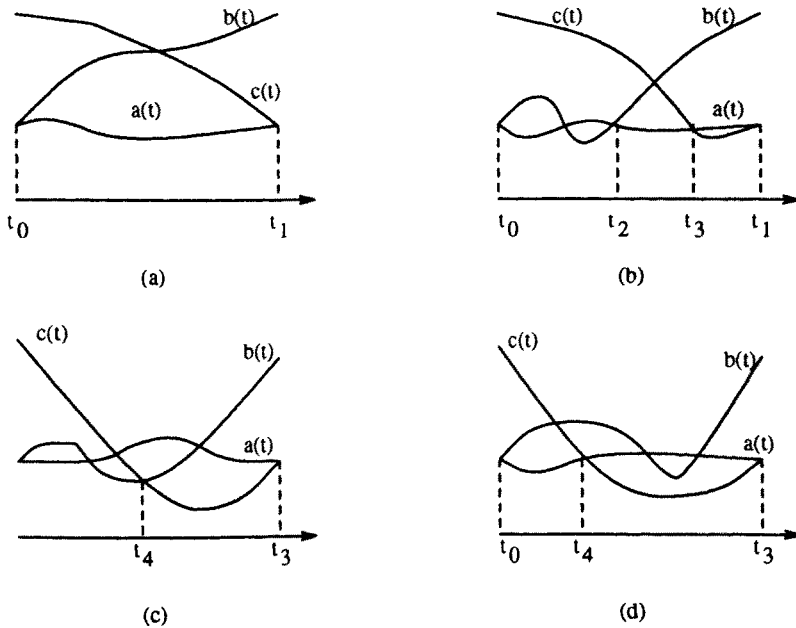 b(t)
a(t)
c(t)
t0 t1
(a)
c(t) b(t)
a(t)
t0 t2 t3 t1
(b)
c(t)
b(t)
a(t)
t4 t3
(c)
c(t)
b(t)
a(t)
t0 t4 t3
(d)